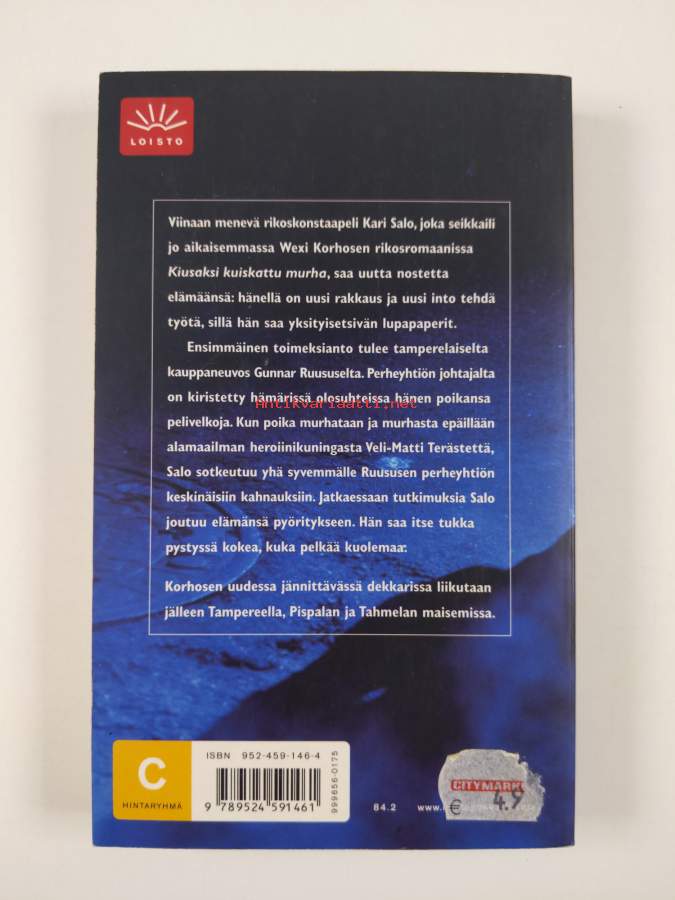 LOISTO
Viinaan menevä rikoskonstaapeli Kari Salo, joka seikkaili
jo aikaisemmassa Wexi Korhosen rikosromaanissa
Kiusaksi kuiskattu murha, saa uutta nostetta
elämäänsä: hänellä on uusi rakkaus ja uusi into tehdä
työtä, sillä hän saa yksityisetsivän lupapaperit.
Ensimmäinen toimeksianto tulee tamperelaiselta
kauppaneuvos Gunnar Ruususelta. Perheyhtiön johtajalta
on kiristetty hämärissä olosuhteissa hänen poikansa
Antikvariaatti.net
pelivelkoja. Kun poika murhataan ja murhasta epäillään
alamaailman heroiinikuningasta Veli-Matti Terästettä,
Salo sotkeutuu yhä syvemmälle Ruususen perheyhtiön
keskinäisiin kahnauksiin. Jatkaessaan tutkimuksia Salo
joutuu elämänsä pyöritykseen. Hän saa itse tukka
pystyssä kokea, kuka pelkää kuolemaa.
Korhosen uudessa jännittävässä dekkarissa liikutaan
jälleen Tampereella, Pispalan ja Tahmelan maisemissa.
C
HINTARYHMÄ
ISBN 952-459-146-4
9 789524 591461
999656-0175
84.2 www.
CITYMARK
€ 4.